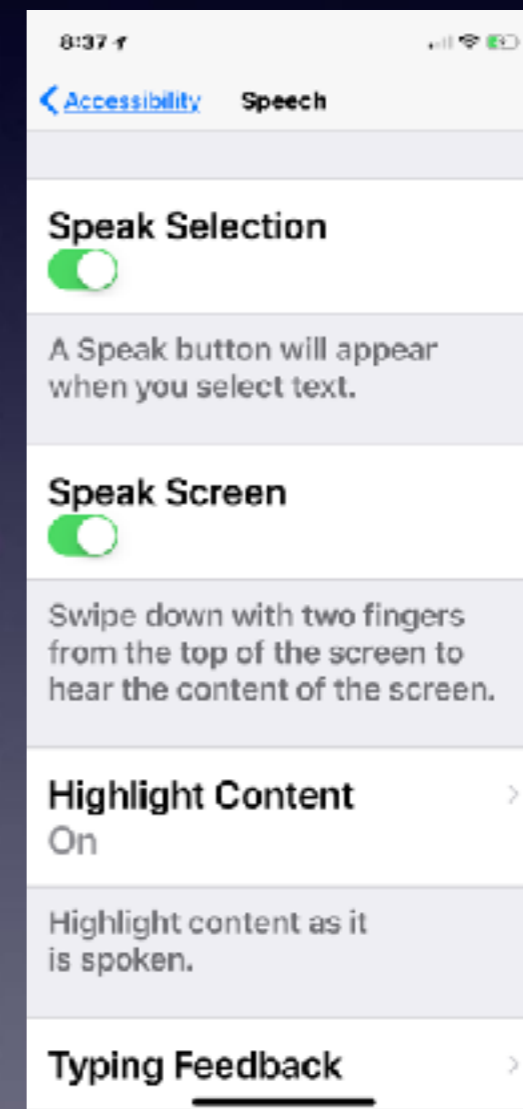 8:37
Accessibility Speech
Speak Selection
A Speak button will appear
when you select text.
Speak Screen
Swipe down with two fingers
from the top of the screen to
hear the content of the screen.
Highlight Content
On
Highlight content as it
is spoken.
Typing Feedback